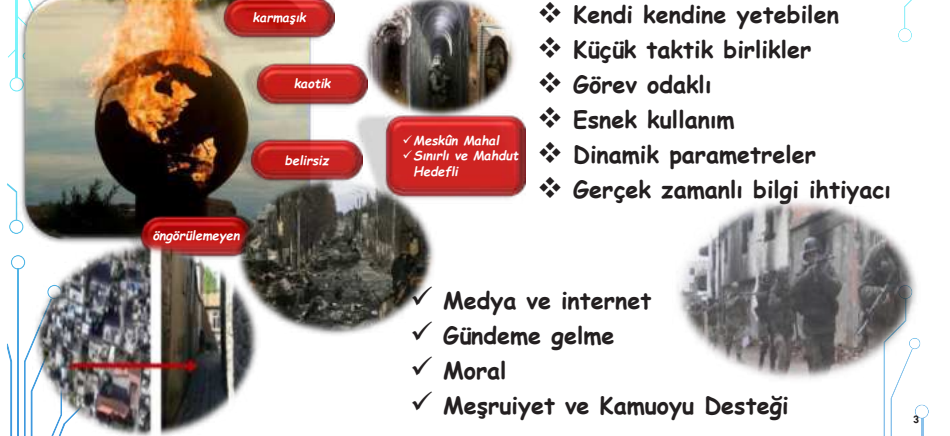 karmaşık
kaotik
belirsiz
öngörülemeyen
✓ Meskûn Mahal
✓ Sınırlı ve Mahdut
Hedefli
❖ Kendi kendine yetebilen
❖ Küçük taktik birlikler
❖ Görev odaklı
❖ Esnek kullanım
❖ Dinamik parametreler
❖ Gerçek zamanlı bilgi ihtiyacı
✓ Medya ve internet
✓ Gündeme gelme
✓ Moral
✓ Meşruiyet ve Kamuoyu Desteği
3